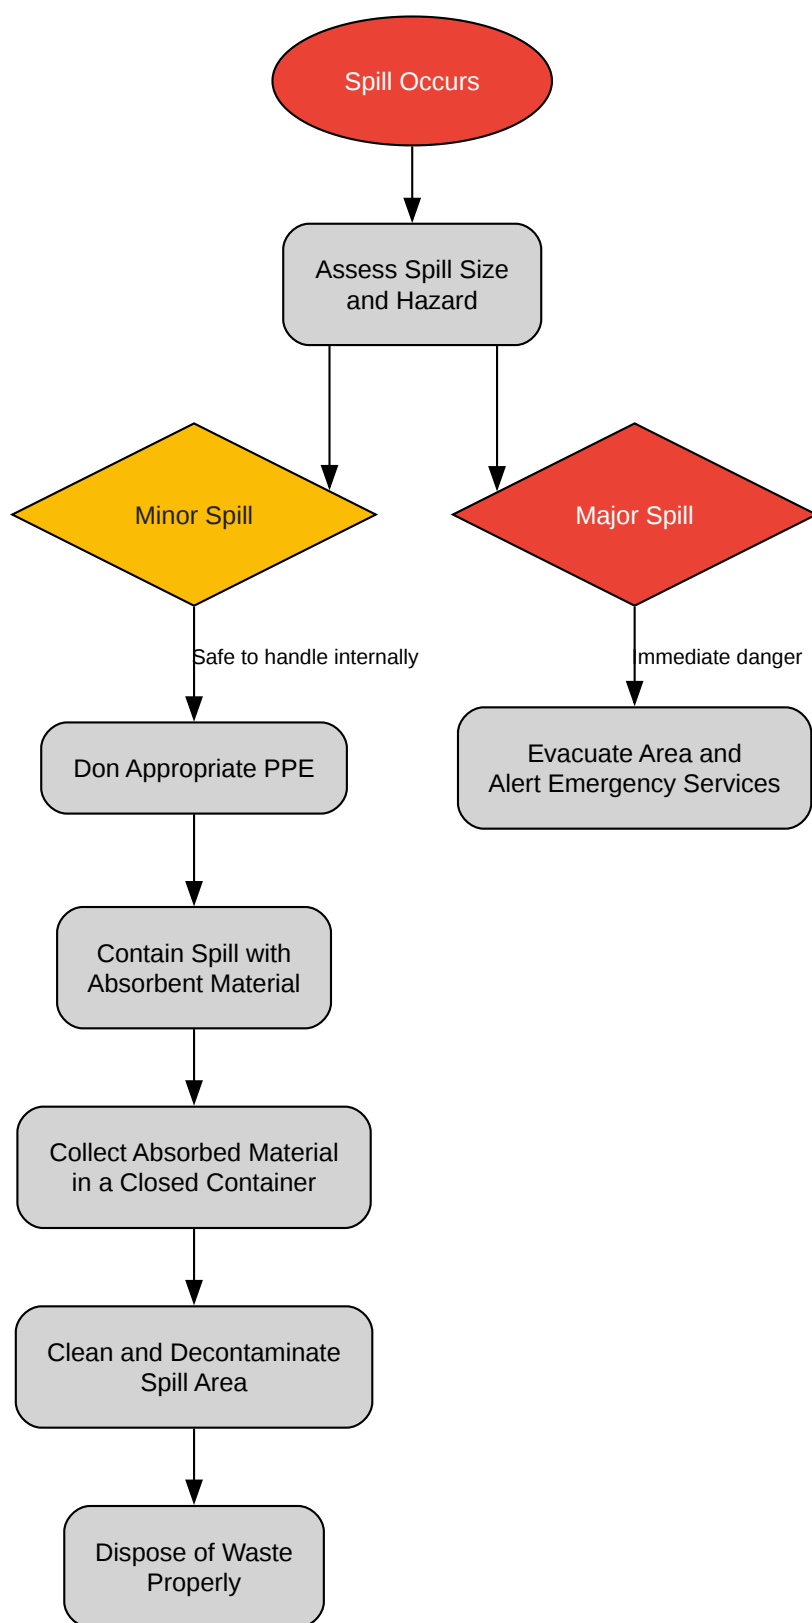 Spill Occurs
Assess Spill Size
and Hazard
Minor Spill
Major Spill
Safe to handle internally
Immediate danger
Don Appropriate PPE
Evacuate Area and
Alert Emergency Services
Contain Spill with
Absorbent Material
Collect Absorbed Material
in a Closed Container
Clean and Decontaminate
Spill Area
Dispose of Waste
Properly